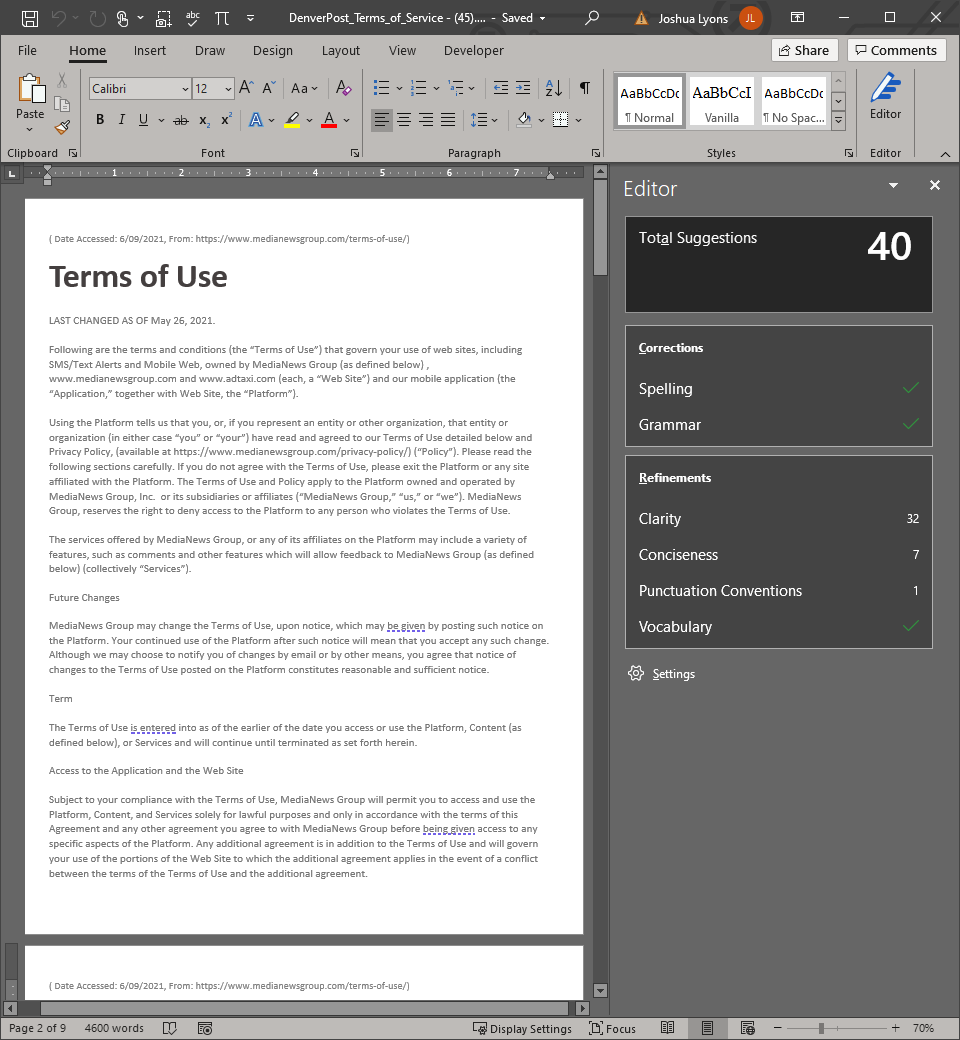 DenverPost_Terms_of_Service - (45).... - Saved
Joshua Lyons JL
File Home Insert Draw Design Layout View Developer
Share Comments
Paste
Calibri 12
Aa
B I U ab x₂ x² A A
AaBbCcDc AaBbCcI AaBbCcDc
¶ Normal Vanilla ¶ No Spac...
Editor
Clipboard Font Paragraph Styles Editor
1 2 3 4 5 6 7
( Date Accessed: 6/09/2021, From: https://www.medianewsgroup.com/terms-of-use/)
Terms of Use
LAST CHANGED AS OF May 26, 2021.
Following are the terms and conditions (the “Terms of Use”) that govern your use of web sites, including
SMS/Text Alerts and Mobile Web, owned by MediaNews Group (as defined below) ,
www.medianewsgroup.com and www.adtaxi.com (each, a “Web Site”) and our mobile application (the
“Application,” together with Web Site, the “Platform”).
Using the Platform tells us that you, or, if you represent an entity or other organization, that entity or
organization (in either case “you” or “your”) have read and agreed to our Terms of Use detailed below and
Privacy Policy, (available at https://www.medianewsgroup.com/privacy-policy/) (“Policy”). Please read the
following sections carefully. If you do not agree with the Terms of Use, please exit the Platform or any site
affiliated with the Platform. The Terms of Use and Policy apply to the Platform owned and operated by
MediaNews Group, Inc. or its subsidiaries or affiliates (“MediaNews Group,” “us,” or “we”). MediaNews
Group, reserves the right to deny access to the Platform to any person who violates the Terms of Use.
The services offered by MediaNews Group, or any of its affiliates on the Platform may include a variety of
features, such as comments and other features which will allow feedback to MediaNews Group (as defined
below) (collectively “Services”).
Future Changes
MediaNews Group may change the Terms of Use, upon notice, which may be given by posting such notice on
the Platform. Your continued use of the Platform after such notice will mean that you accept any such change.
Although we may choose to notify you of changes by email or by other means, you agree that notice of
changes to the Terms of Use posted on the Platform constitutes reasonable and sufficient notice.
Term
The Terms of Use is entered into as of the earlier of the date you access or use the Platform, Content (as
defined below), or Services and will continue until terminated as set forth herein.
Access to the Application and the Web Site
Subject to your compliance with the Terms of Use, MediaNews Group will permit you to access and use the
Platform, Content, and Services solely for lawful purposes and only in accordance with the terms of this
Agreement and any other agreement you agree to with MediaNews Group before being given access to any
specific aspects of the Platform. Any additional agreement is in addition to the Terms of Use and will govern
your use of the portions of the Web Site to which the additional agreement applies in the event of a conflict
between the terms of the Terms of Use and the additional agreement.
( Date Accessed: 6/09/2021, From: https://www.medianewsgroup.com/terms-of-use/)
Editor
Total Suggestions 40
Corrections
Spelling
Grammar
Refinements
Clarity 32
Conciseness 7
Punctuation Conventions 1
Vocabulary
Settings
Page 2 of 9 4600 words Display Settings Focus 70%